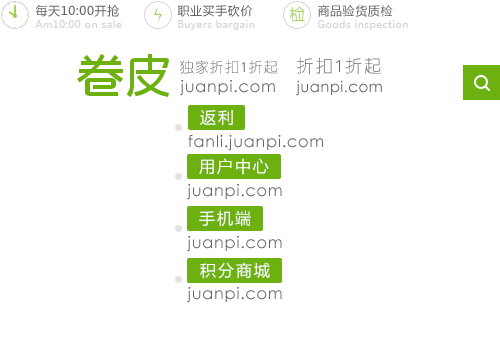 每天10:00开抢 职业买手砍价 检 商品验货质检
Am10:00 on sale Buyers bargain Goods inspection
卷皮 独家折扣1折起 折扣1折起
juanpi.com juanpi.com
返利
fanli.juanpi.com
用户中心
juanpi.com
手机端
juanpi.com
积分商城
juanpi.com